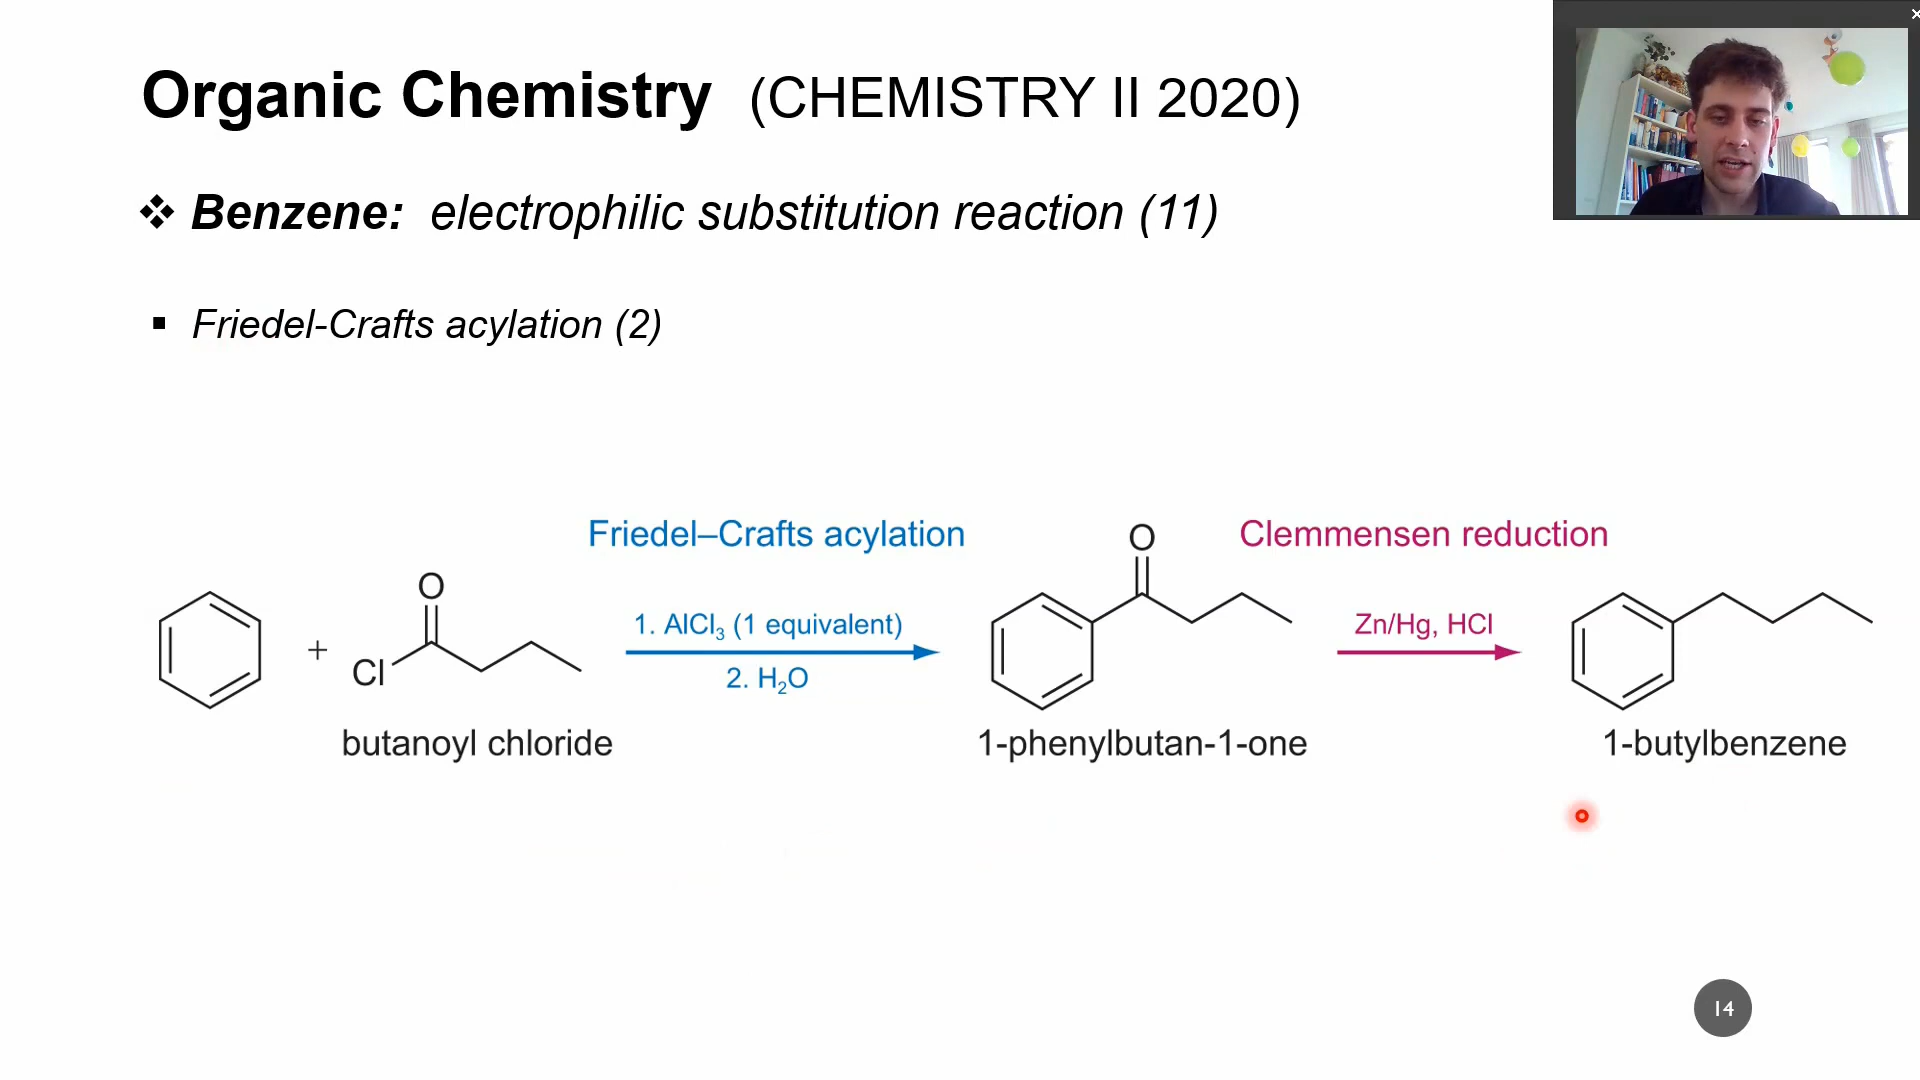 Organic Chemistry (CHEMISTRY II 2020)
❖ Benzene: electrophilic substitution reaction (11)
▪ Friedel-Crafts acylation (2)
Friedel–Crafts acylation
Clemmensen reduction
O
O
1. AlCl₃ (1 equivalent)
Zn/Hg, HCl
+
Cl
2. H₂O
butanoyl chloride
1-phenylbutan-1-one
1-butylbenzene
14